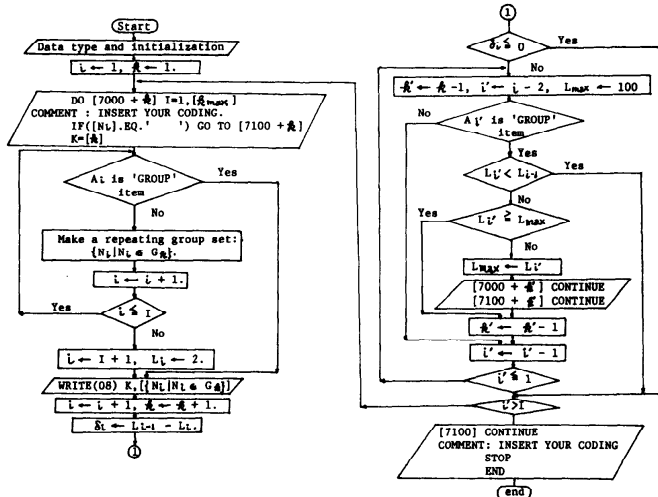 Start
Data type and initialization
i ← 1, k ← 1.
DO [7000 + k] I=1,[kmax]
COMMENT : INSERT YOUR CODING.
IF([Ni].EQ.' ') GO TO [7100 + k]
K=[k]
Ai is 'GROUP'
item
Yes
No
Make a repeating group set:
{Ni|Ni ∈ Gk}.
i ← i + 1.
Yes
i ≦ I
No
i ← I + 1, Li ← 2.
WRITE(08) K,[{Ni|Ni ∈ Gk}]
i ← i + 1, k ← k + 1.
δi ← Li-1 - Li.
1
1
δi ≦ 0
Yes
No
k' ← k -1, i' ← i - 2, Lmax ← 100
No
Ai' is 'GROUP'
item
Yes
Li' < Li-1
No
Yes
Li' ≧ Lmax
No
Lmax ← Li'
[7000 + k'] CONTINUE
[7100 + k'] CONTINUE
k' ← k' - 1
i' ← i' - 1
i' ≦ 1
i' > I
[7100] CONTINUE
COMMENT: INSERT YOUR CODING
STOP
END
end